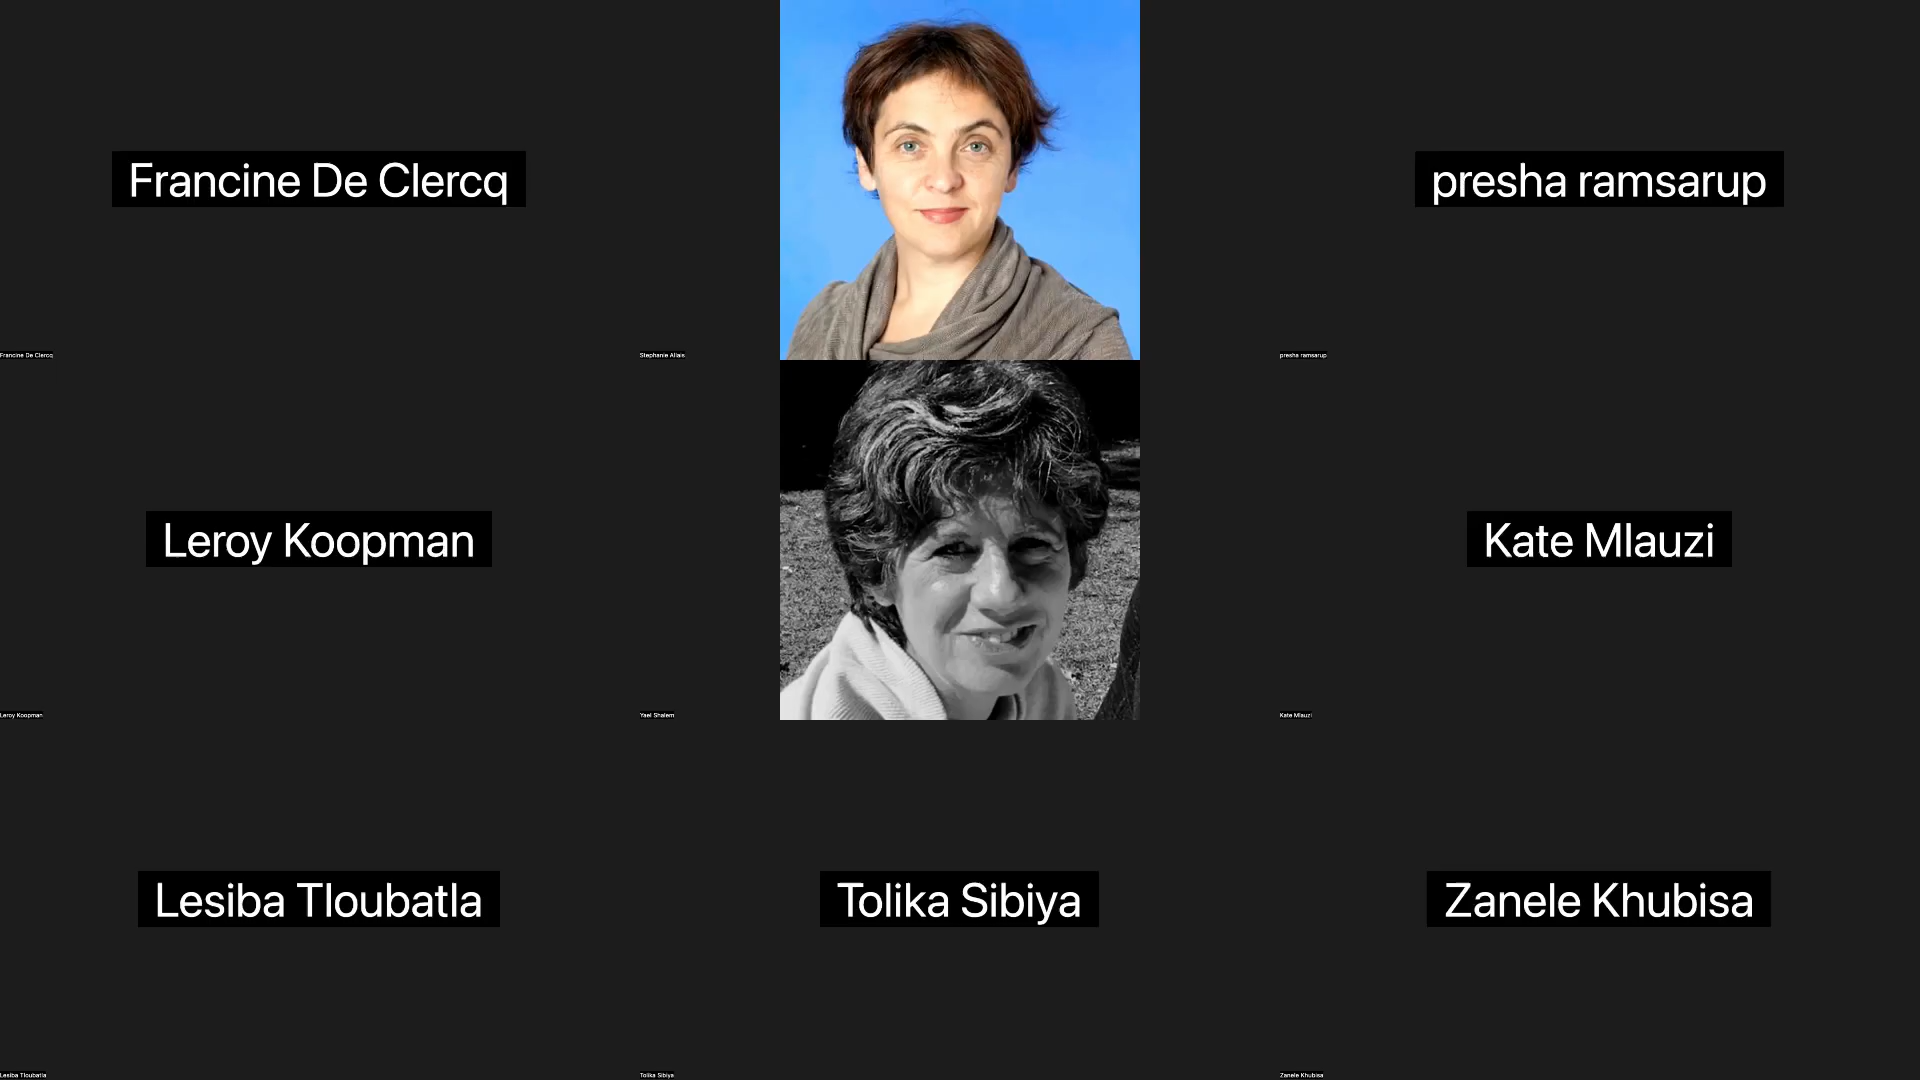 Francine De Clercq
presha ramsarup
Francine De Clercq
Stephanie Allais
presha ramsarup
Leroy Koopman
Kate Mlauzi
Leroy Koopman
Yael Shalem
Kate Mlauzi
Lesiba Tloubatla
Tolika Sibiya
Zanele Khubisa
Lesiba Tloubatla
Tolika Sibiya
Zanele Khubisa